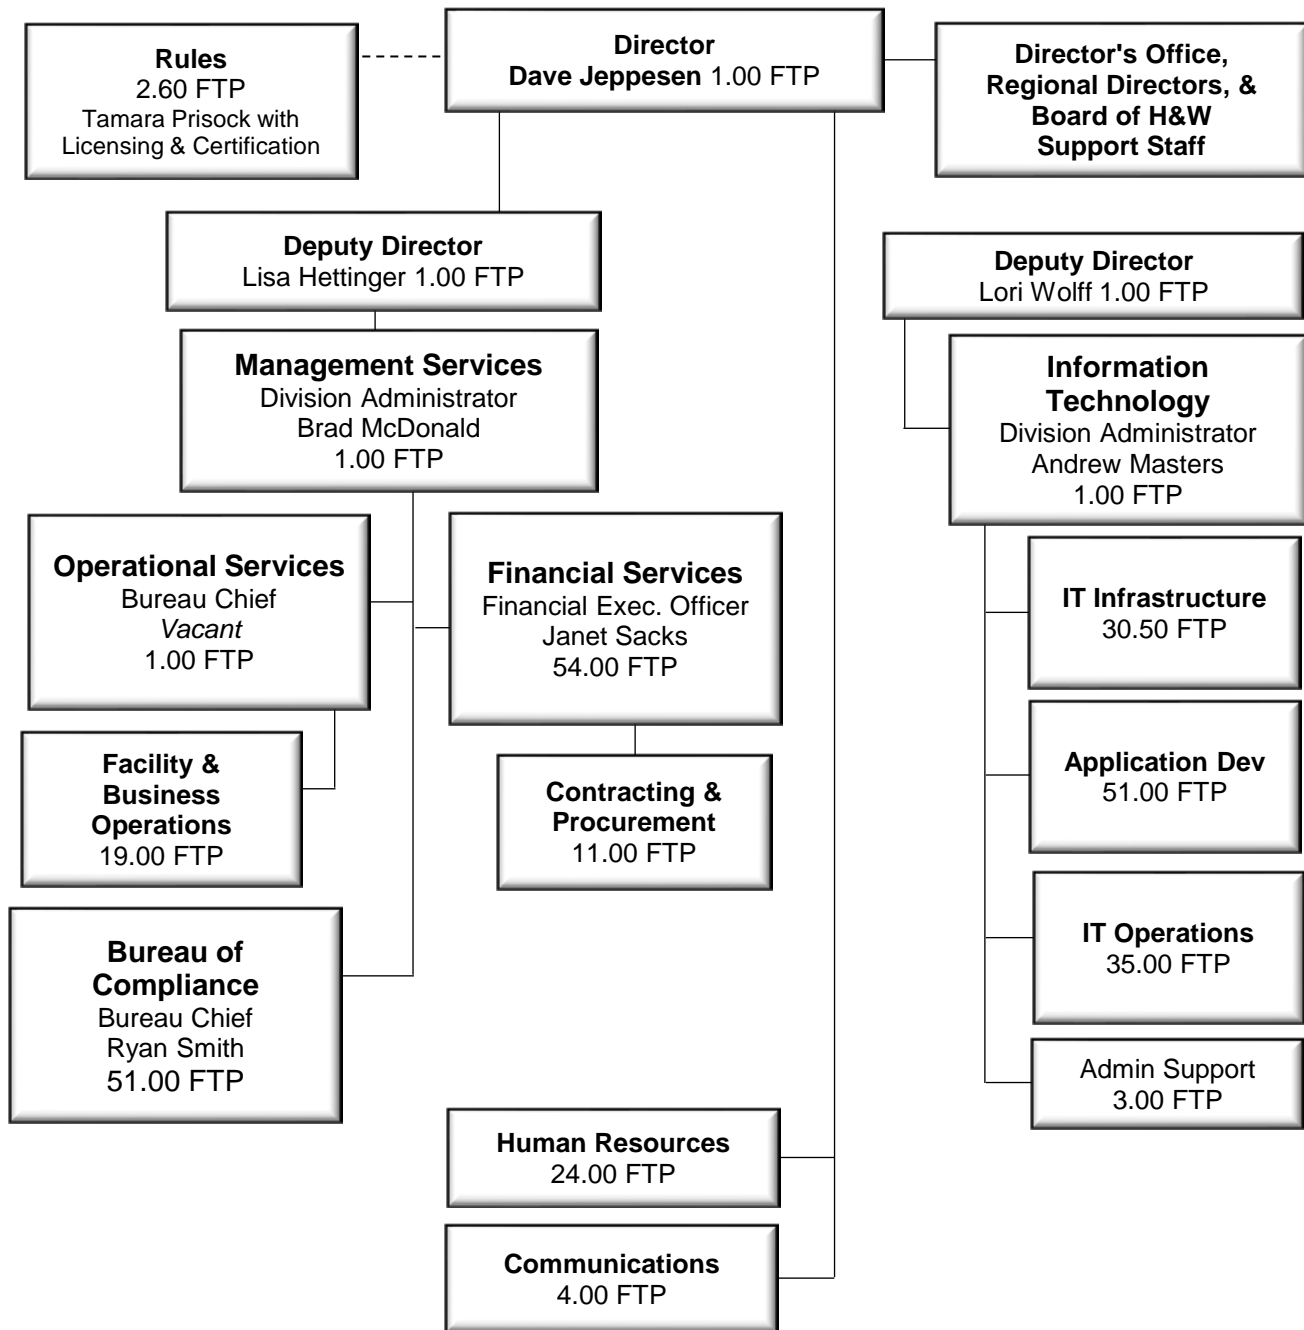 Rules
2.60 FTP
Tamara Prisock with
Licensing & Certification
Director
Dave Jeppesen 1.00 FTP
Director's Office,
Regional Directors, &
Board of H&W
Support Staff
Deputy Director
Lisa Hettinger 1.00 FTP
Deputy Director
Lori Wolff 1.00 FTP
Management Services
Division Administrator
Brad McDonald
1.00 FTP
Information
Technology
Division Administrator
Andrew Masters
1.00 FTP
Operational Services
Bureau Chief
Vacant
1.00 FTP
Financial Services
Financial Exec. Officer
Janet Sacks
54.00 FTP
IT Infrastructure
30.50 FTP
Facility &
Business
Operations
19.00 FTP
Contracting &
Procurement
11.00 FTP
Application Dev
51.00 FTP
Bureau of
Compliance
Bureau Chief
Ryan Smith
51.00 FTP
IT Operations
35.00 FTP
Admin Support
3.00 FTP
Human Resources
24.00 FTP
Communications
4.00 FTP